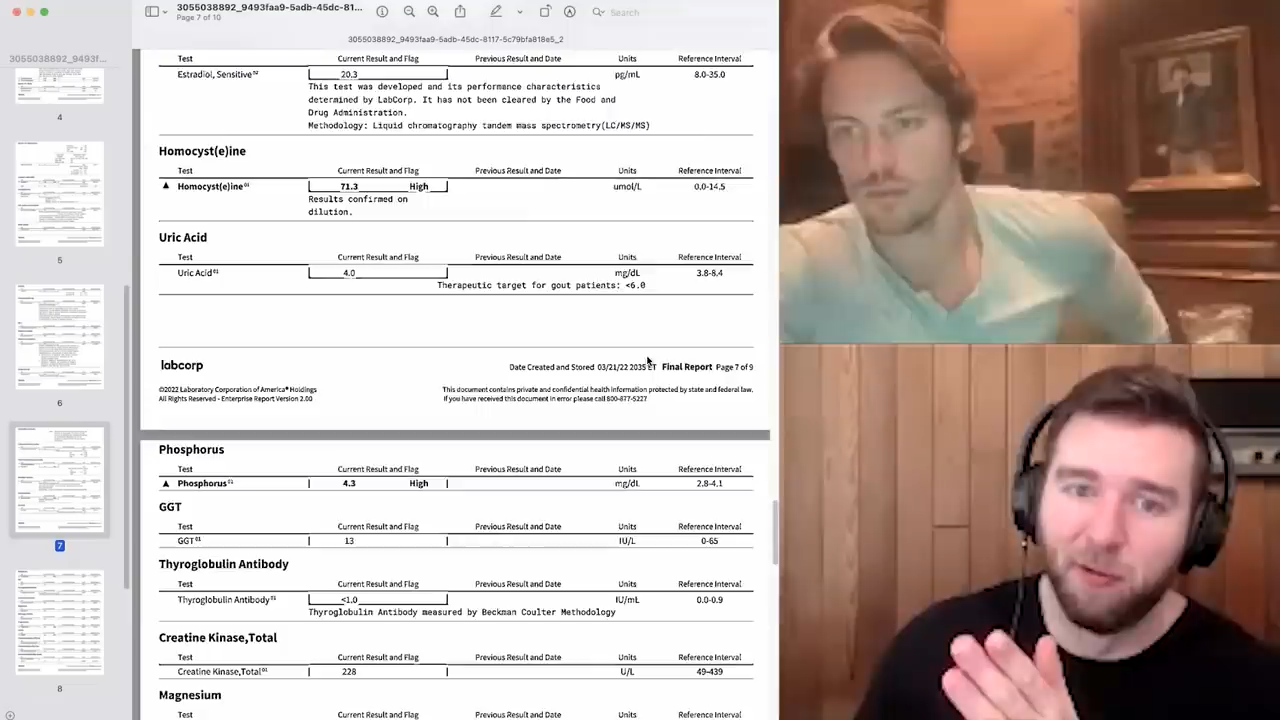 3055038892_9493faa9-5adb-45dc-81...
Page 7 of 10
Search
3055038892_9493f...
3055038892_9493faa9-5adb-45dc-8117-5c79bfa818e5_2
4
5
6
7
8
Test Current Result and Flag Previous Result and Date Units Reference Interval
Estradiol, Sensitive 02 20.3 pg/mL 8.0-35.0
This test was developed and its performance characteristics
determined by LabCorp. It has not been cleared by the Food and
Drug Administration.
Methodology: Liquid chromatography tandem mass spectrometry(LC/MS/MS)
Homocyst(e)ine
Test Current Result and Flag Previous Result and Date Units Reference Interval
▲ Homocyst(e)ine 01 71.3 High umol/L 0.0-14.5
Results confirmed on
dilution.
Uric Acid
Test Current Result and Flag Previous Result and Date Units Reference Interval
Uric Acid 01 4.0 mg/dL 3.8-8.4
Therapeutic target for gout patients: <6.0
labcorp
Date Created and Stored 03/21/22 2035 ET Final Report Page 7 of 9
©2022 Laboratory Corporation of America® Holdings
All Rights Reserved - Enterprise Report Version 2.00
This document contains private and confidential health information protected by state and federal law.
If you have received this document in error please call 800-877-5227
Phosphorus
Test Current Result and Flag Previous Result and Date Units Reference Interval
▲ Phosphorus 01 4.3 High mg/dL 2.8-4.1
GGT
Test Current Result and Flag Previous Result and Date Units Reference Interval
GGT 01 13 IU/L 0-65
Thyroglobulin Antibody
Test Current Result and Flag Previous Result and Date Units Reference Interval
Thyroglobulin Antibody 01 <1.0 IU/mL 0.0-0.9
Thyroglobulin Antibody measured by Beckman Coulter Methodology
Creatine Kinase,Total
Test Current Result and Flag Previous Result and Date Units Reference Interval
Creatine Kinase,Total 01 228 U/L 49-439
Magnesium
Test Current Result and Flag Previous Result and Date Units Reference Interval